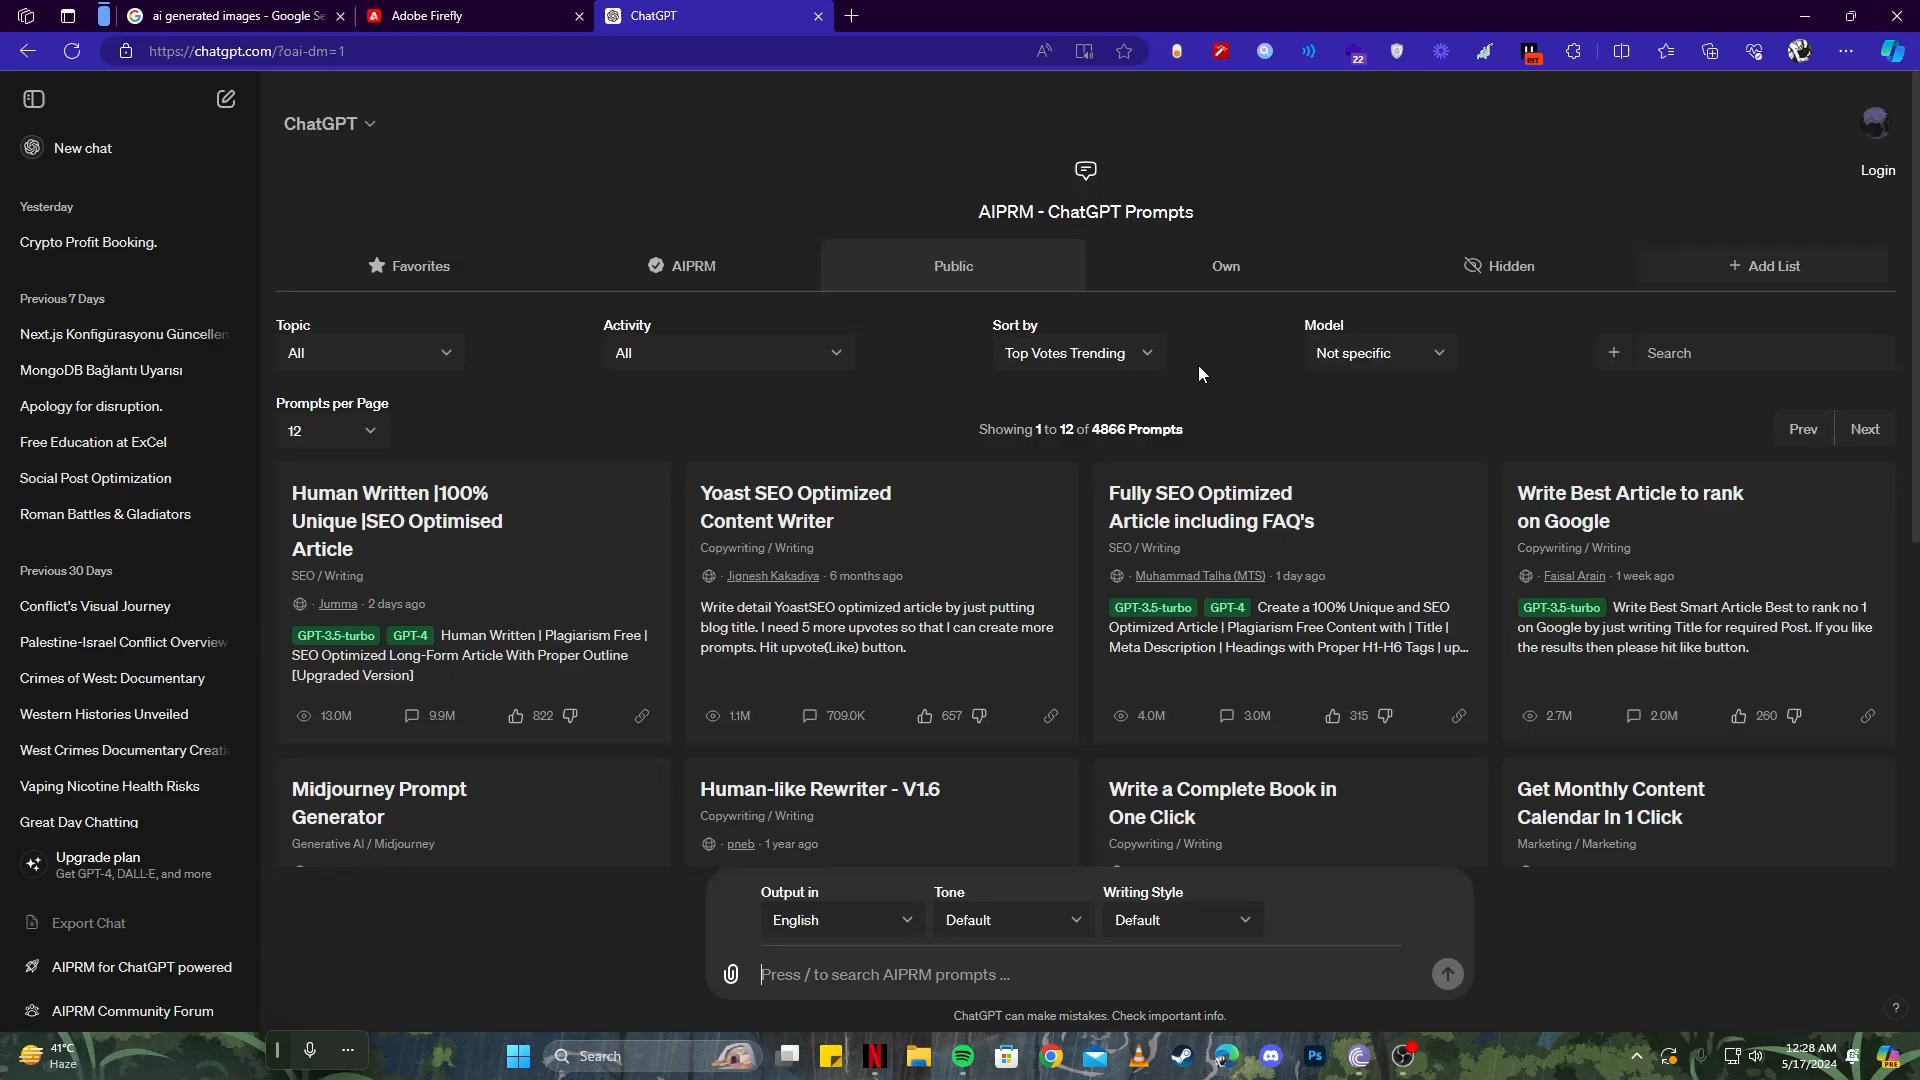 ai generated images - Google Se
Adobe Firefly
ChatGPT
https://chatgpt.com/?oai-dm=1
22
err
New chat
Yesterday
Crypto Profit Booking.
Previous 7 Days
Next.js Konfigürasyonu Güncellen
MongoDB Bağlantı Uyarısı
Apology for disruption.
Free Education at ExCel
Social Post Optimization
Roman Battles & Gladiators
Previous 30 Days
Conflict's Visual Journey
Palestine-Israel Conflict Overview
Crimes of West: Documentary
Western Histories Unveiled
West Crimes Documentary Creati
Vaping Nicotine Health Risks
Great Day Chatting
Upgrade plan
Get GPT-4, DALL·E, and more
Export Chat
AIPRM for ChatGPT powered
AIPRM Community Forum
ChatGPT
Login
AIPRM - ChatGPT Prompts
Favorites
AIPRM
Public
Own
Hidden
+ Add List
Topic
All
Activity
All
Sort by
Top Votes Trending
Model
Not specific
+
Search
Prompts per Page
12
Showing 1 to 12 of 4866 Prompts
Prev
Next
Human Written |100%
Unique |SEO Optimised
Article
SEO / Writing
· Jumma · 2 days ago
GPT-3.5-turbo GPT-4 Human Written | Plagiarism Free |
SEO Optimized Long-Form Article With Proper Outline
[Upgraded Version]
13.0M 9.9M 822
Yoast SEO Optimized
Content Writer
Copywriting / Writing
· Jignesh Kakadiya · 6 months ago
Write detail YoastSEO optimized article by just putting
blog title. I need 5 more upvotes so that I can create more
prompts. Hit upvote(Like) button.
1.1M 709.0K 657
Fully SEO Optimized
Article including FAQ's
SEO / Writing
· Muhammad Talha (MTS) · 1 day ago
GPT-3.5-turbo GPT-4 Create a 100% Unique and SEO
Optimized Article | Plagiarism Free Content with | Title |
Meta Description | Headings with Proper H1-H6 Tags | up...
4.0M 3.0M 315
Write Best Article to rank
on Google
Copywriting / Writing
· Faisal Arain · 1 week ago
GPT-3.5-turbo Write Best Smart Article Best to rank no 1
on Google by just writing Title for required Post. If you like
the results then please hit like button.
2.7M 2.0M 260
Midjourney Prompt
Generator
Generative AI / Midjourney
Human-like Rewriter - V1.6
Copywriting / Writing
· pneb · 1 year ago
Write a Complete Book in
One Click
Copywriting / Writing
Get Monthly Content
Calendar In 1 Click
Marketing / Marketing
Output in
English
Tone
Default
Writing Style
Default
Press / to search AIPRM prompts ...
ChatGPT can make mistakes. Check important info.
?
41°C
Haze
Search
Ps
12:28 AM
5/17/2024
PRE